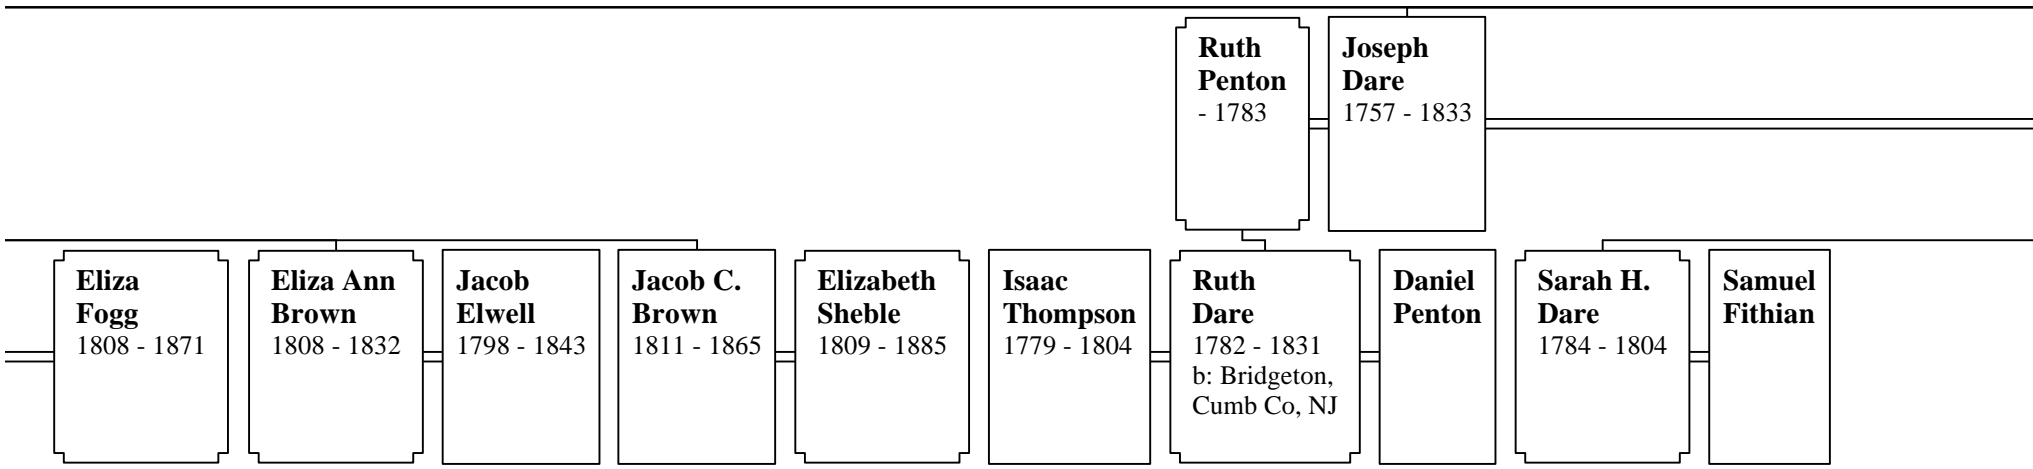 Ruth
Penton
- 1783
Joseph
Dare
1757 - 1833
Eliza
Fogg
1808 - 1871
Eliza Ann
Brown
1808 - 1832
Jacob
Elwell
1798 - 1843
Jacob C.
Brown
1811 - 1865
Elizabeth
Sheble
1809 - 1885
Isaac
Thompson
1779 - 1804
Ruth
Dare
1782 - 1831
b: Bridgeton,
Cumb Co, NJ
Daniel
Penton
Sarah H.
Dare
1784 - 1804
Samuel
Fithian